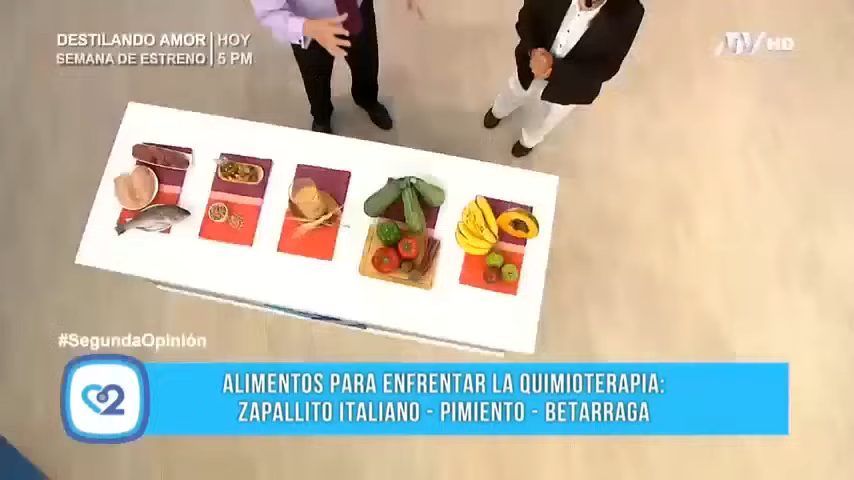 DESTILANDO AMOR | HOY
SEMANA DE ESTRENO | 5 PM
ATV HD
#SegundaOpinión
2
ALIMENTOS PARA ENFRENTAR LA QUIMIOTERAPIA:
ZAPALLITO ITALIANO - PIMIENTO - BETARRAGA